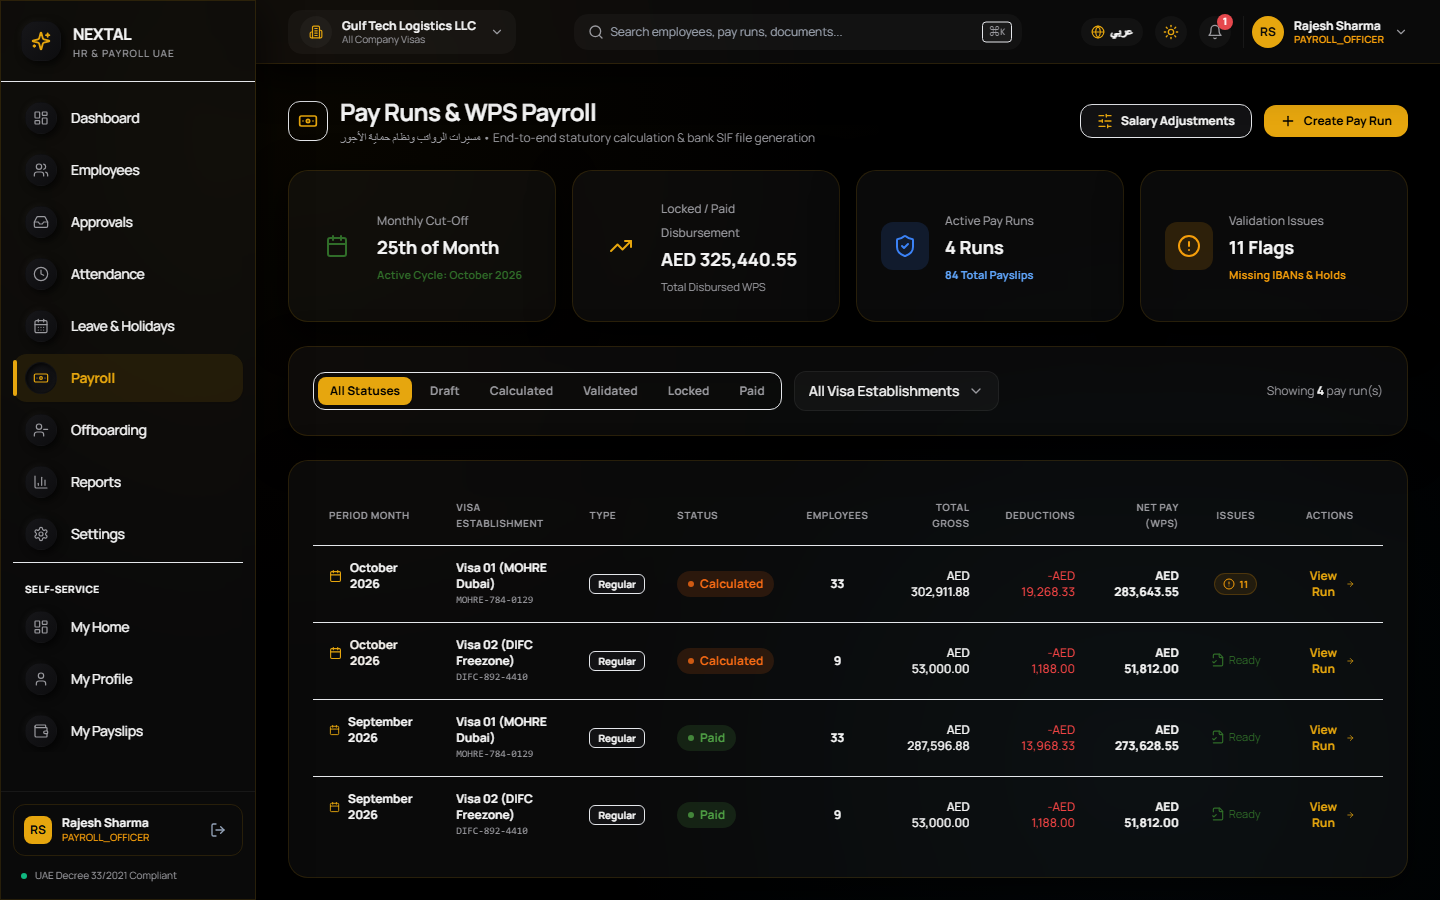 NEXTAL
HR & PAYROLL UAE
Dashboard
Employees
Approvals
Attendance
Leave & Holidays
Payroll
Offboarding
Reports
Settings
SELF-SERVICE
My Home
My Profile
My Payslips
RS
Rajesh Sharma
PAYROLL_OFFICER
UAE Decree 33/2021 Compliant
Gulf Tech Logistics LLC
All Company Visas
Search employees, pay runs, documents...
⌘K
عربي
1
RS
Rajesh Sharma
PAYROLL_OFFICER
Pay Runs & WPS Payroll
مسيرات الرواتب ونظام حماية الأجور • End-to-end statutory calculation & bank SIF file generation
Salary Adjustments
Create Pay Run
Monthly Cut-Off
25th of Month
Active Cycle: October 2026
Locked / Paid
Disbursement
AED 325,440.55
Total Disbursed WPS
Active Pay Runs
4 Runs
84 Total Payslips
Validation Issues
11 Flags
Missing IBANs & Holds
All Statuses Draft Calculated Validated Locked Paid
All Visa Establishments
Showing 4 pay run(s)
PERIOD MONTH VISA ESTABLISHMENT TYPE STATUS EMPLOYEES TOTAL GROSS DEDUCTIONS NET PAY (WPS) ISSUES ACTIONS
October 2026 Visa 01 (MOHRE Dubai) MOHRE-784-0129 Regular Calculated 33 AED 302,911.88 -AED 19,268.33 AED 283,643.55 11 View Run →
October 2026 Visa 02 (DIFC Freezone) DIFC-892-4410 Regular Calculated 9 AED 53,000.00 -AED 1,188.00 AED 51,812.00 Ready View Run →
September 2026 Visa 01 (MOHRE Dubai) MOHRE-784-0129 Regular Paid 33 AED 287,596.88 -AED 13,968.33 AED 273,628.55 Ready View Run →
September 2026 Visa 02 (DIFC Freezone) DIFC-892-4410 Regular Paid 9 AED 53,000.00 -AED 1,188.00 AED 51,812.00 Ready View Run →